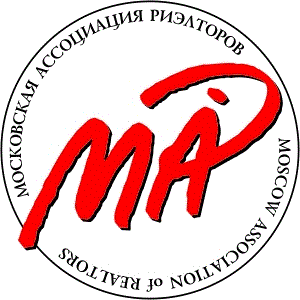 МОСКОВСКАЯ АССОЦИАЦИЯ РИЭЛТОРОВ
МАР
MOSCOW ASSOCIATION of REALTORS